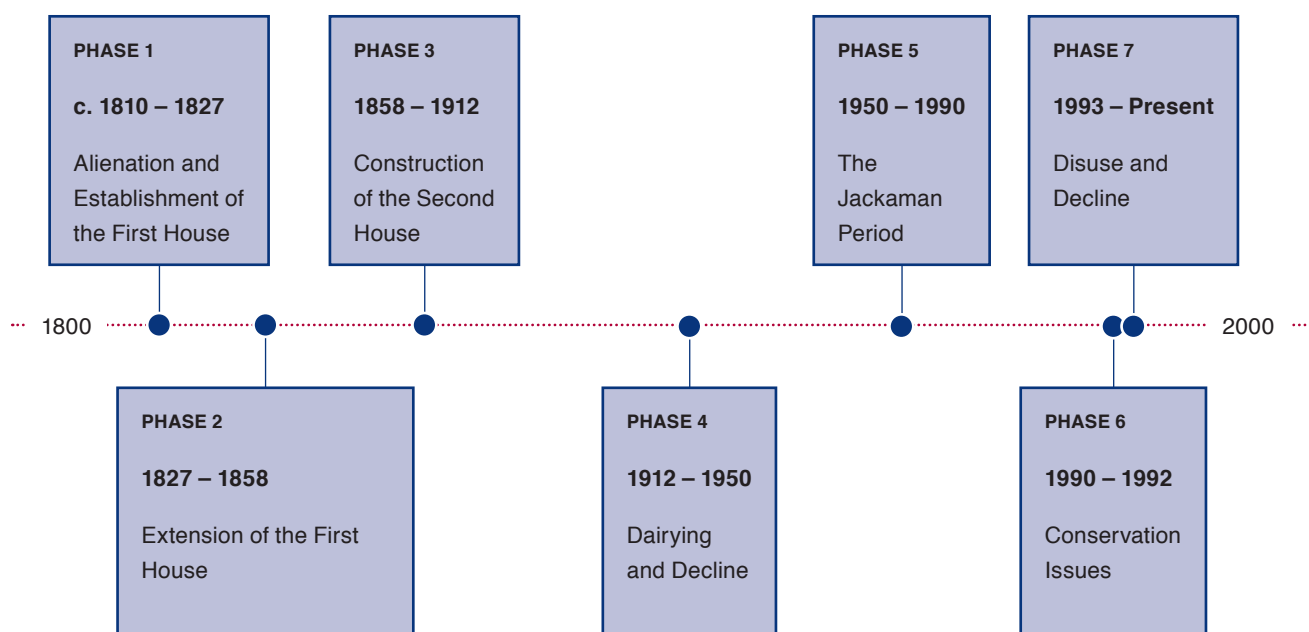 PHASE 1
c. 1810 – 1827
Alienation and
Establishment of
the First House
PHASE 3
1858 – 1912
Construction
of the Second
House
PHASE 5
1950 – 1990
The
Jackaman
Period
PHASE 7
1993 – Present
Disuse and
Decline
1800
2000
PHASE 2
1827 – 1858
Extension of the First
House
PHASE 4
1912 – 1950
Dairying
and Decline
PHASE 6
1990 – 1992
Conservation
Issues